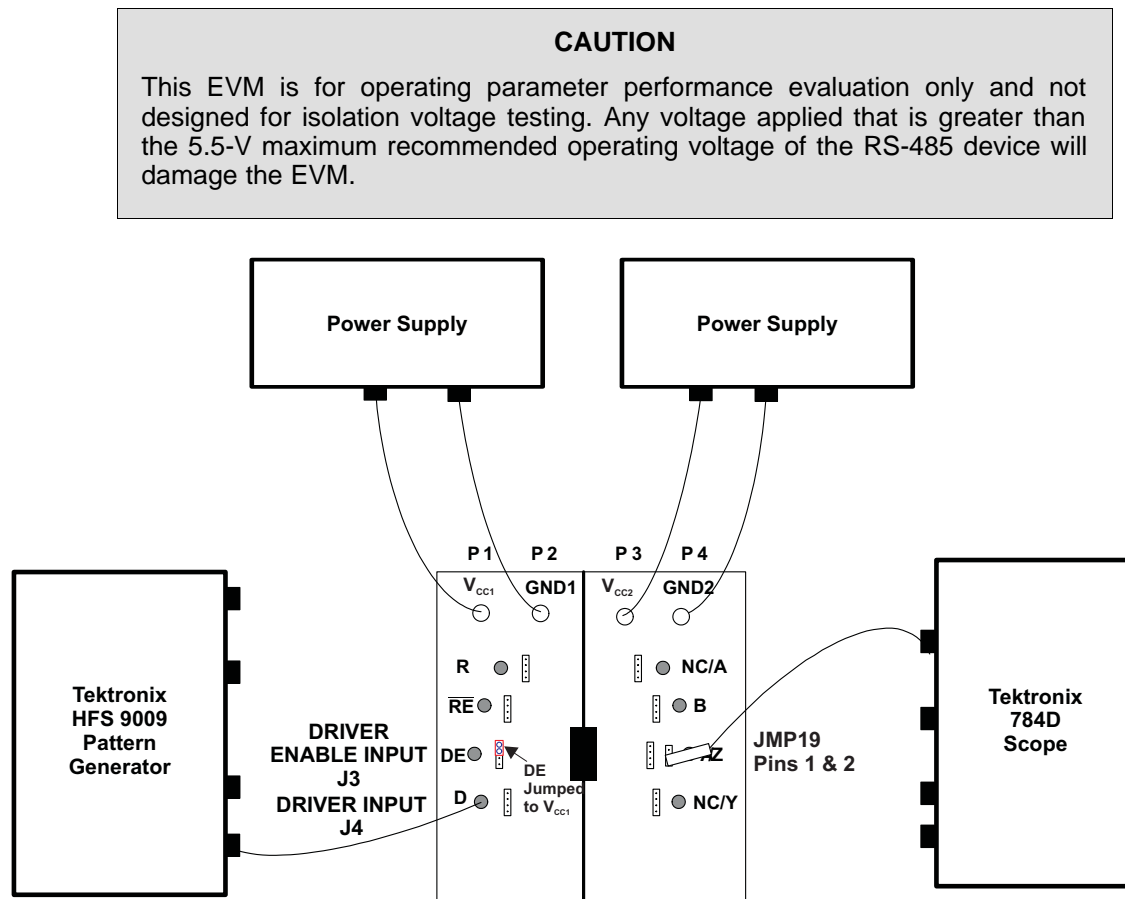 CAUTION
This EVM is for operating parameter performance evaluation only and not
designed for isolation voltage testing. Any voltage applied that is greater than
the 5.5-V maximum recommended operating voltage of the RS-485 device will
damage the EVM.
Power Supply
Power Supply
P 1
P 2
P 3
P 4
VCC1
GND1
VCC2
GND2
R
NC/A
RE
B
Tektronix
HFS 9009
Pattern
Generator
DRIVER
ENABLE INPUT
J3
DE
DE
Jumped
to VCC1
DRIVER INPUT
J4
D
JMP19
Pins 1 & 2
NC/Y
Tektronix
784D
Scope